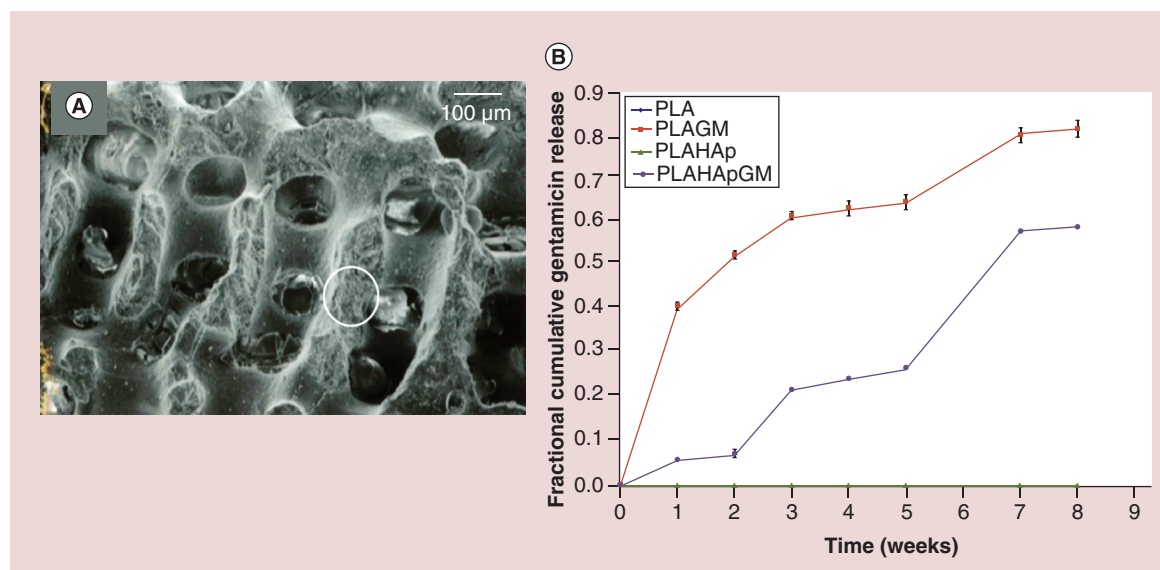 A
100 µm
B
Fractional cumulative gentamicin release
0.9
0.8
0.7
0.6
0.5
0.4
0.3
0.2
0.1
0.0
PLA
PLAGM
PLAHAp
PLAHApGM
0 1 2 3 4 5 6 7 8 9
Time (weeks)